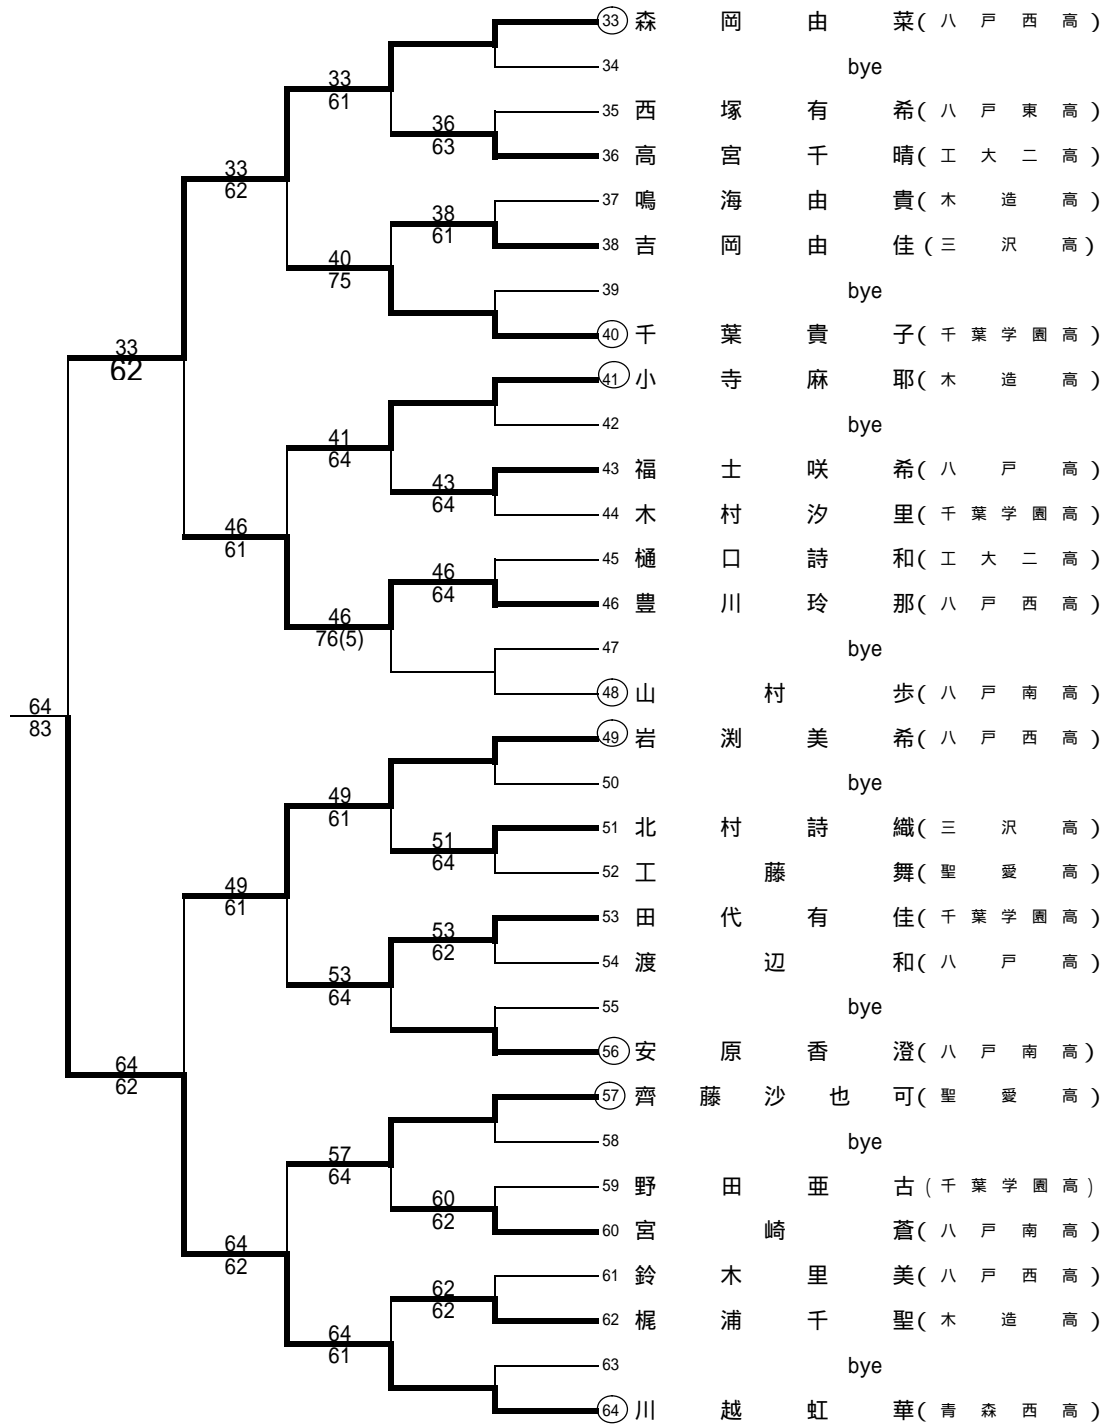 33 森岡由菜(八戸西高)
34 bye
33
61
35 西塚有希(八戸東高)
36
63
36 高宮千晴(工大二高)
33
62
37 鳴海由貴(木造高)
38
61
38 吉岡由佳(三沢高)
40
75
39 bye
40 千葉貴子(千葉学園高)
33
62
41 小寺麻耶(木造高)
42 bye
41
64
43 福士咲希(八戸高)
43
64
44 木村汐里(千葉学園高)
46
61
45 樋口詩和(工大二高)
46
64
46 豊川玲那(八戸西高)
46
76(5)
47 bye
48 山村歩(八戸南高)
64
83
49 岩渕美希(八戸西高)
50 bye
49
61
51 北村詩織(三沢高)
51
64
52 工藤舞(聖愛高)
49
61
53 田代有佳(千葉学園高)
53
62
54 渡辺和(八戸高)
53
64
55 bye
56 安原香澄(八戸南高)
64
62
57 齊藤沙也可(聖愛高)
58 bye
57
64
59 野田亜古(千葉学園高)
60
62
60 宮崎蒼(八戸南高)
64
62
61 鈴木里美(八戸西高)
62
62
62 梶浦千聖(木造高)
64
61
63 bye
64 川越虹華(青森西高)